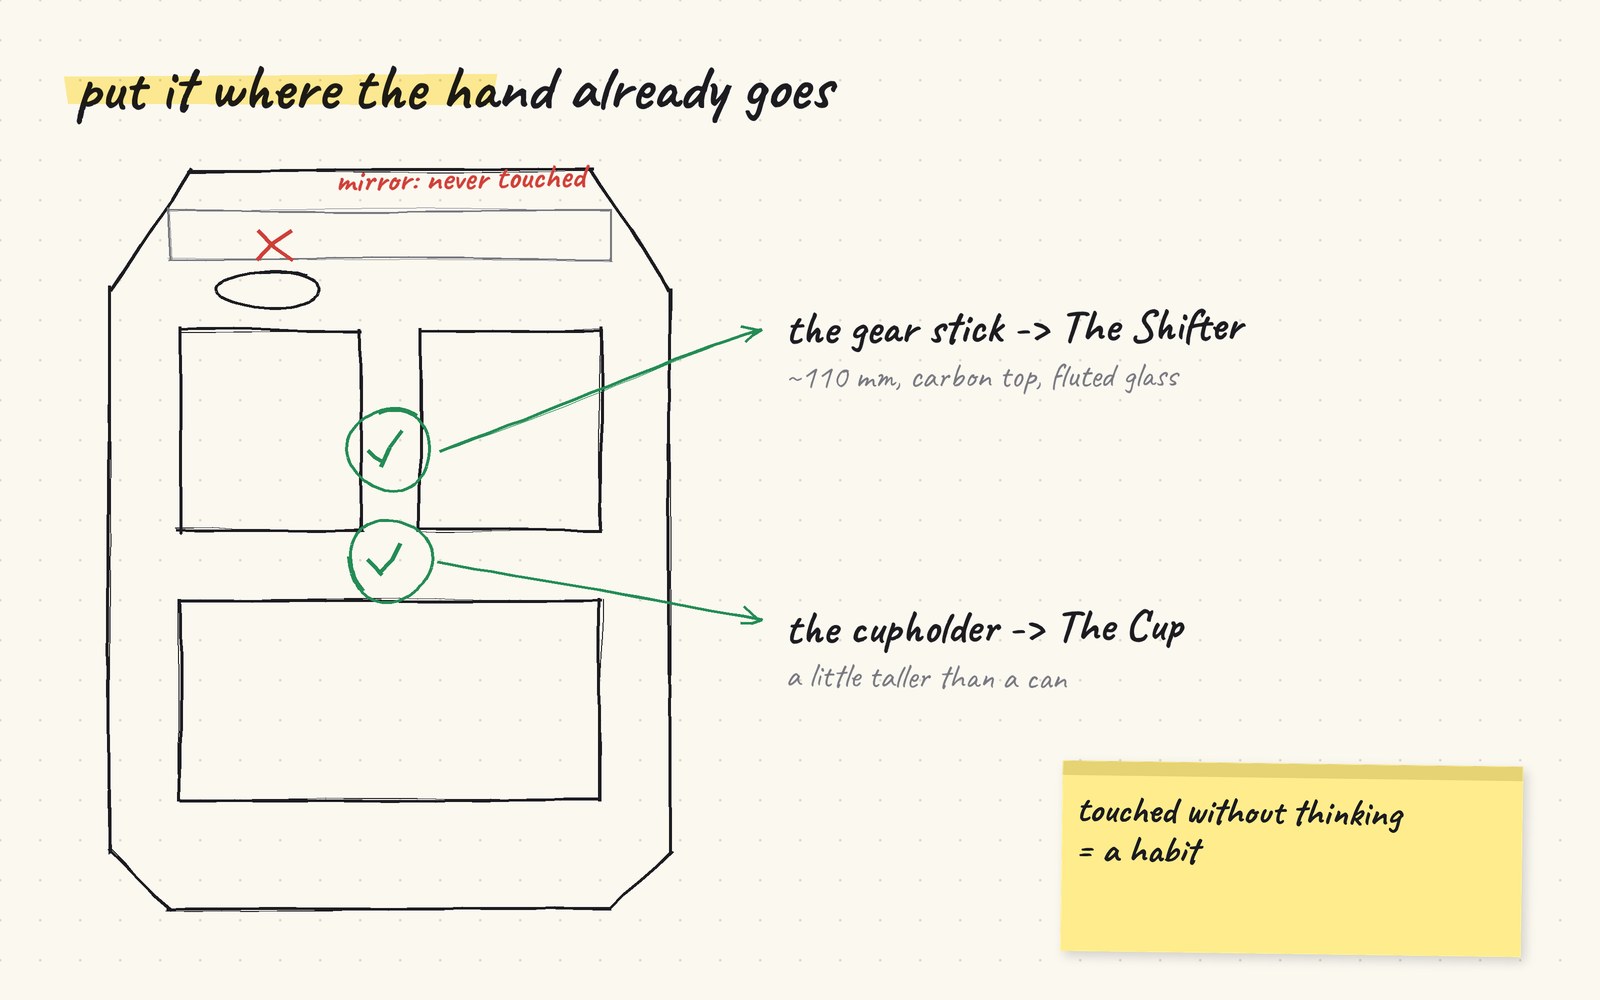 put it where the hand already goes
mirror: never touched
the gear stick -> The Shifter
~110 mm, carbon top, fluted glass
the cupholder -> The Cup
a little taller than a can
touched without thinking
= a habit